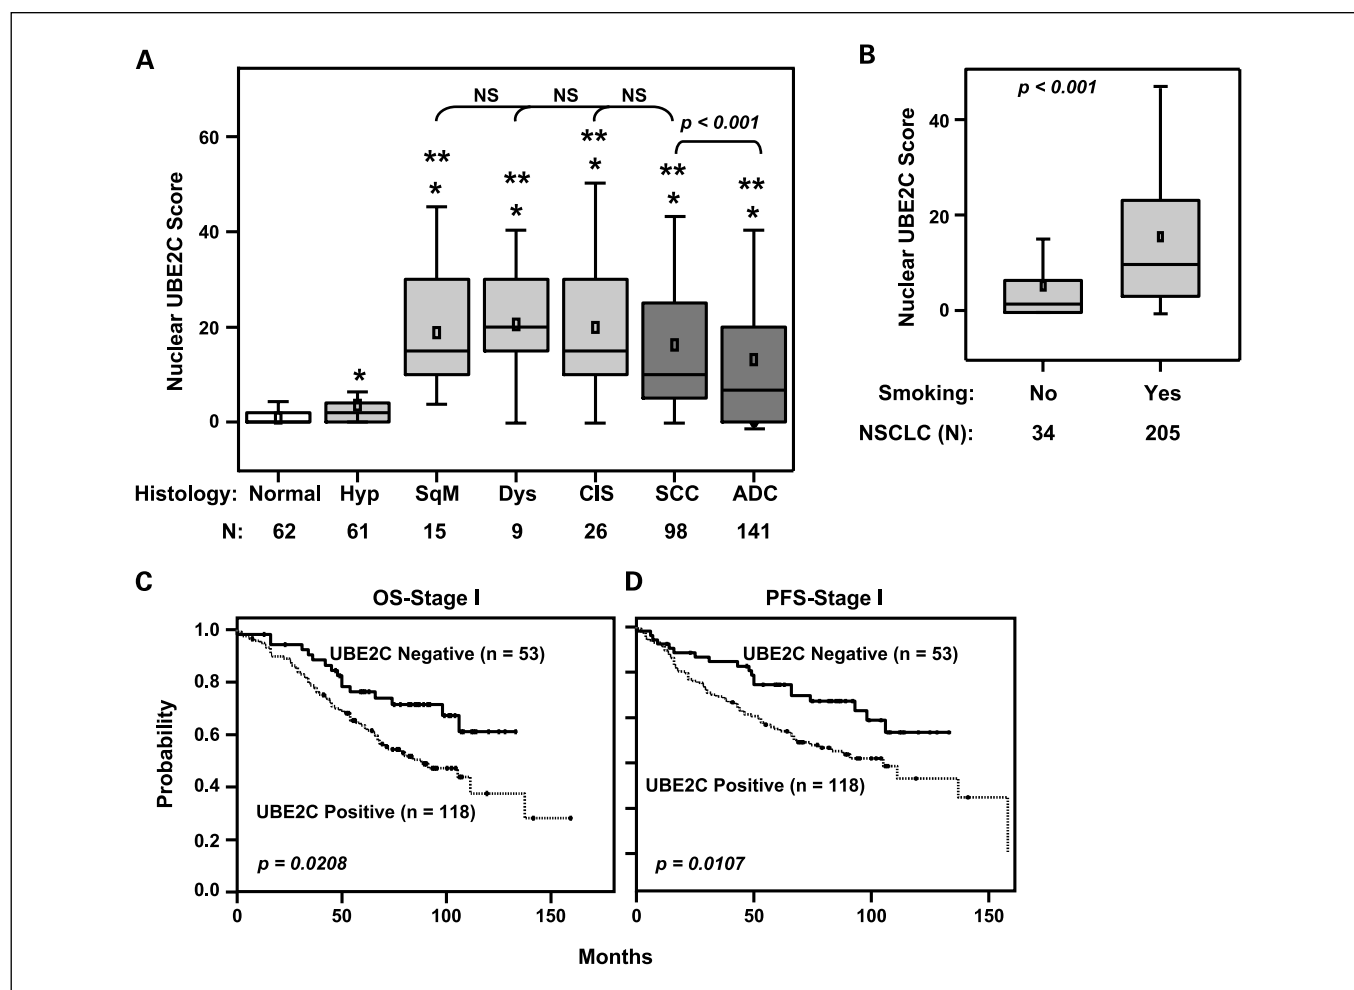 A
NS NS NS
p < 0.001
** ** ** ** **
* * * * * *
Nuclear UBE2C Score
60
40
20
0
Histology: Normal Hyp SqM Dys CIS SCC ADC
N: 62 61 15 9 26 98 141
B
p < 0.001
Nuclear UBE2C Score
40
20
0
Smoking: No Yes
NSCLC (N): 34 205
C
OS-Stage I
UBE2C Negative (n = 53)
UBE2C Positive (n = 118)
p = 0.0208
Probability
1.0
0.8
0.6
0.4
0.2
0.0
0 50 100 150
D
PFS-Stage I
UBE2C Negative (n = 53)
UBE2C Positive (n = 118)
p = 0.0107
0 50 100 150
Months